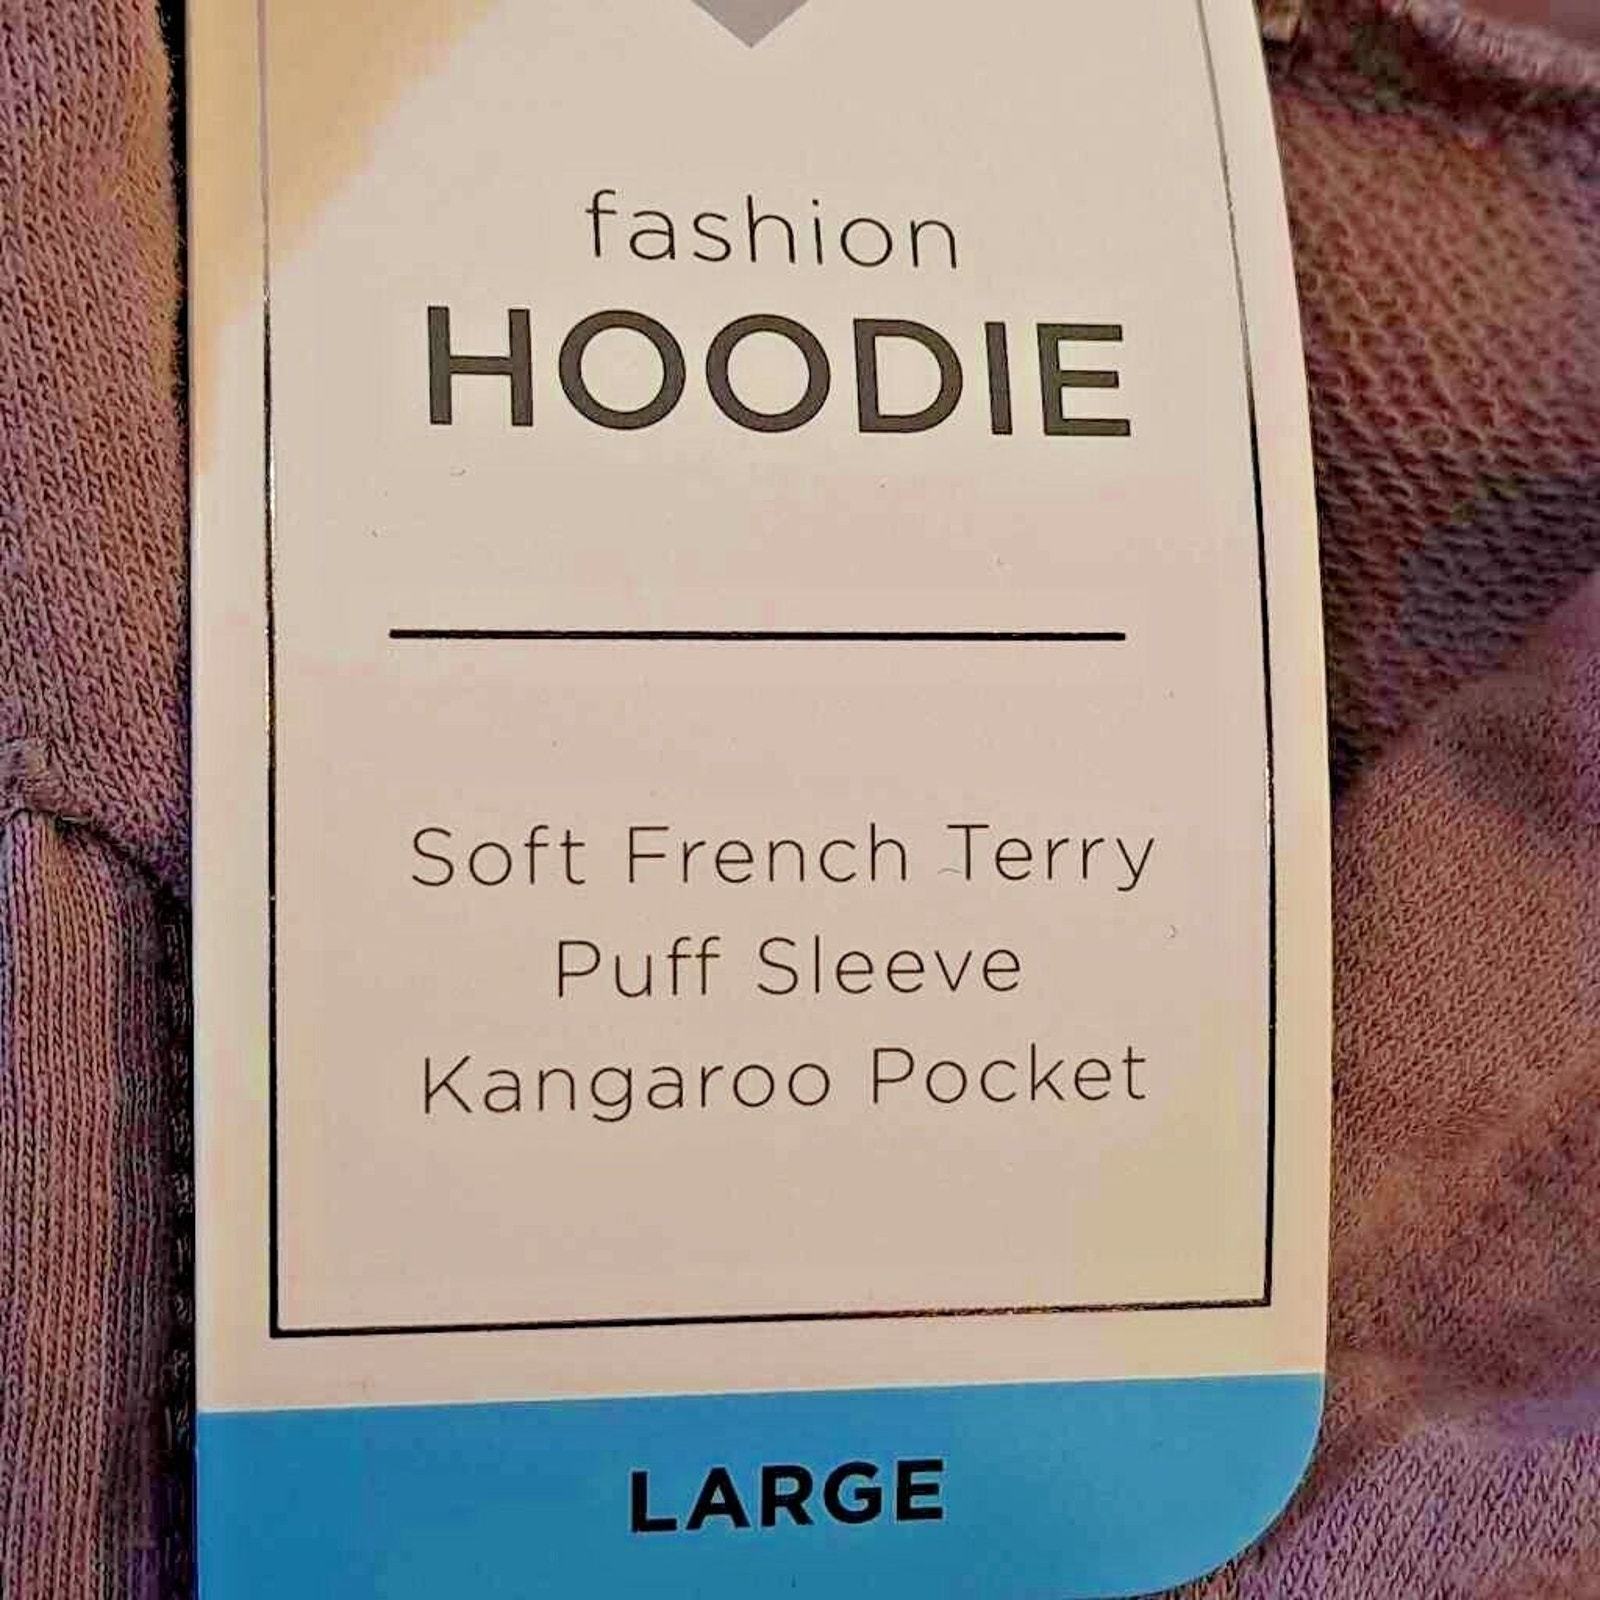 fashion
HOODIE
Soft French Terry
Puff Sleeve
Kangaroo Pocket
LARGE